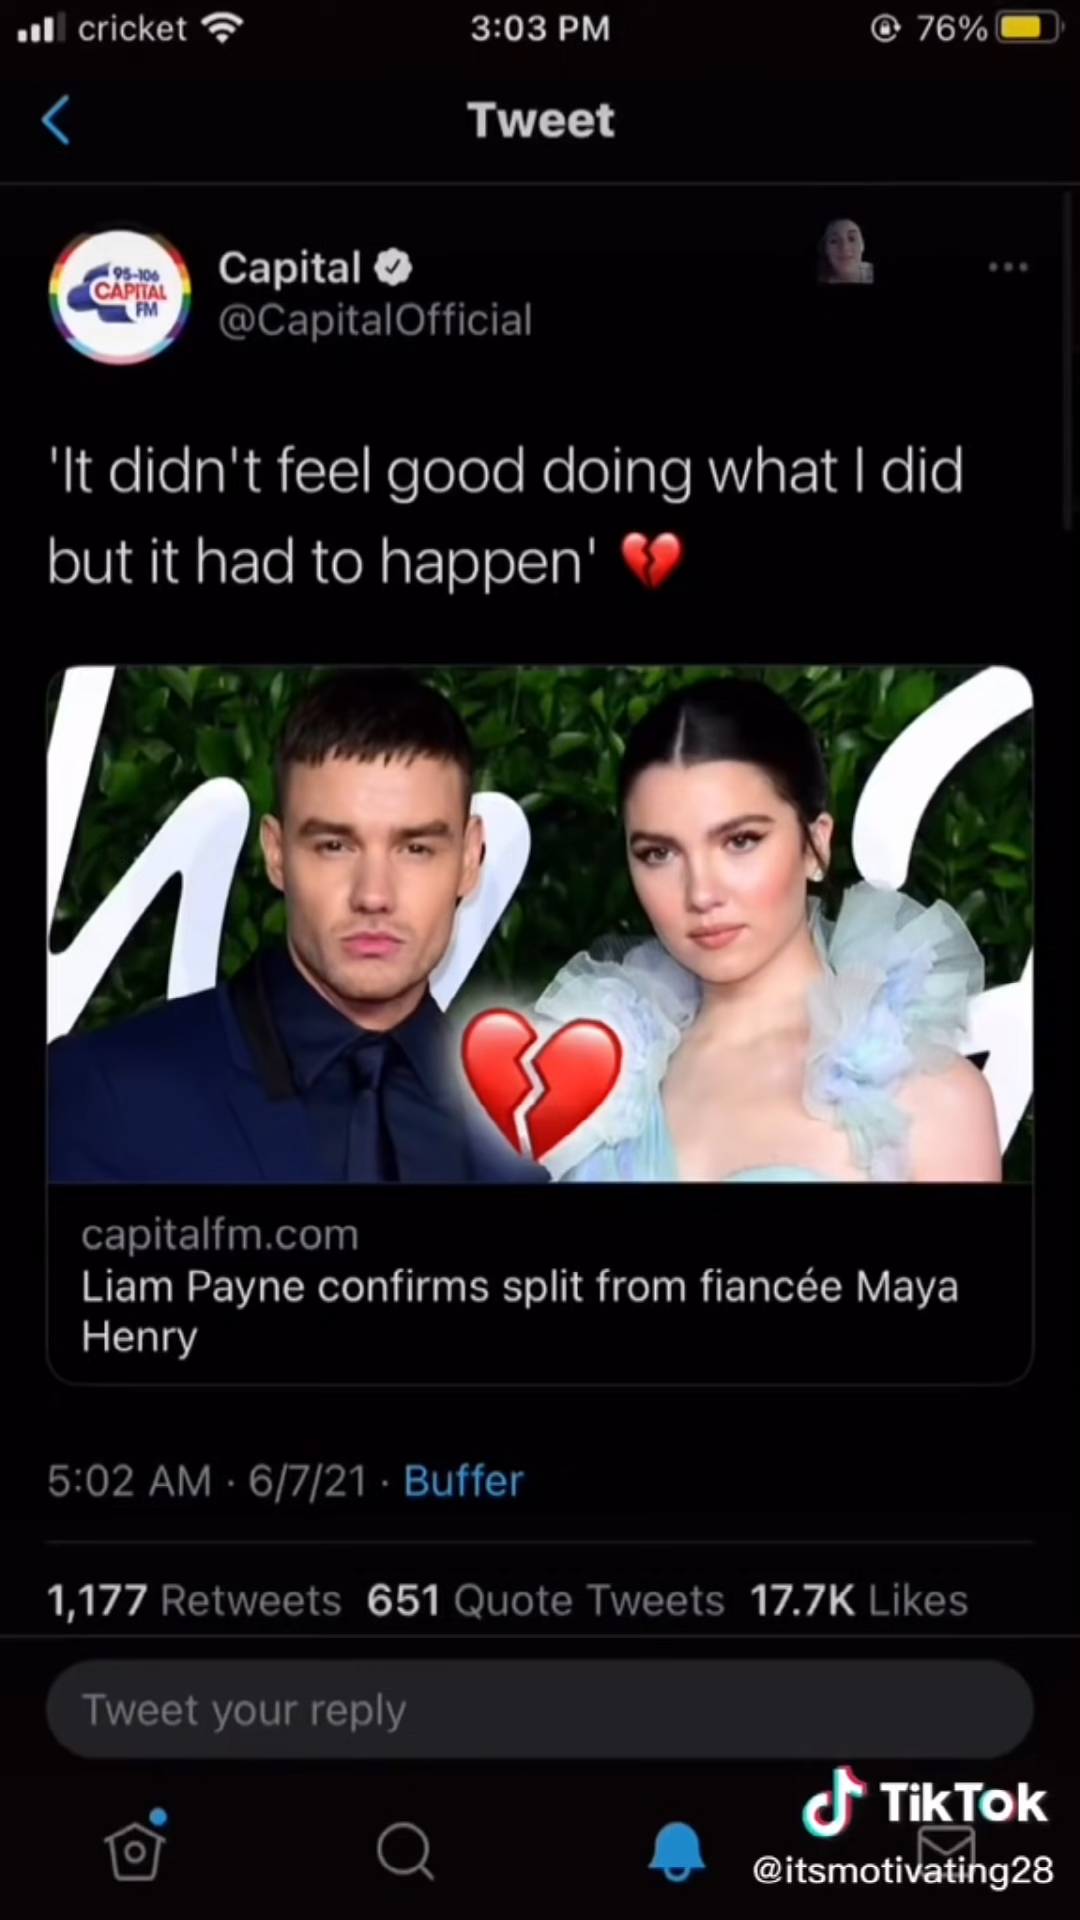 cricket 3:03 PM 76%
Tweet
95-106
CAPITAL
FM
Capital
@CapitalOfficial
'It didn't feel good doing what I did
but it had to happen' 💔
capitalfm.com
Liam Payne confirms split from fiancée Maya
Henry
5:02 AM · 6/7/21 · Buffer
1,177 Retweets 651 Quote Tweets 17.7K Likes
Tweet your reply
TikTok
@itsmotivating28